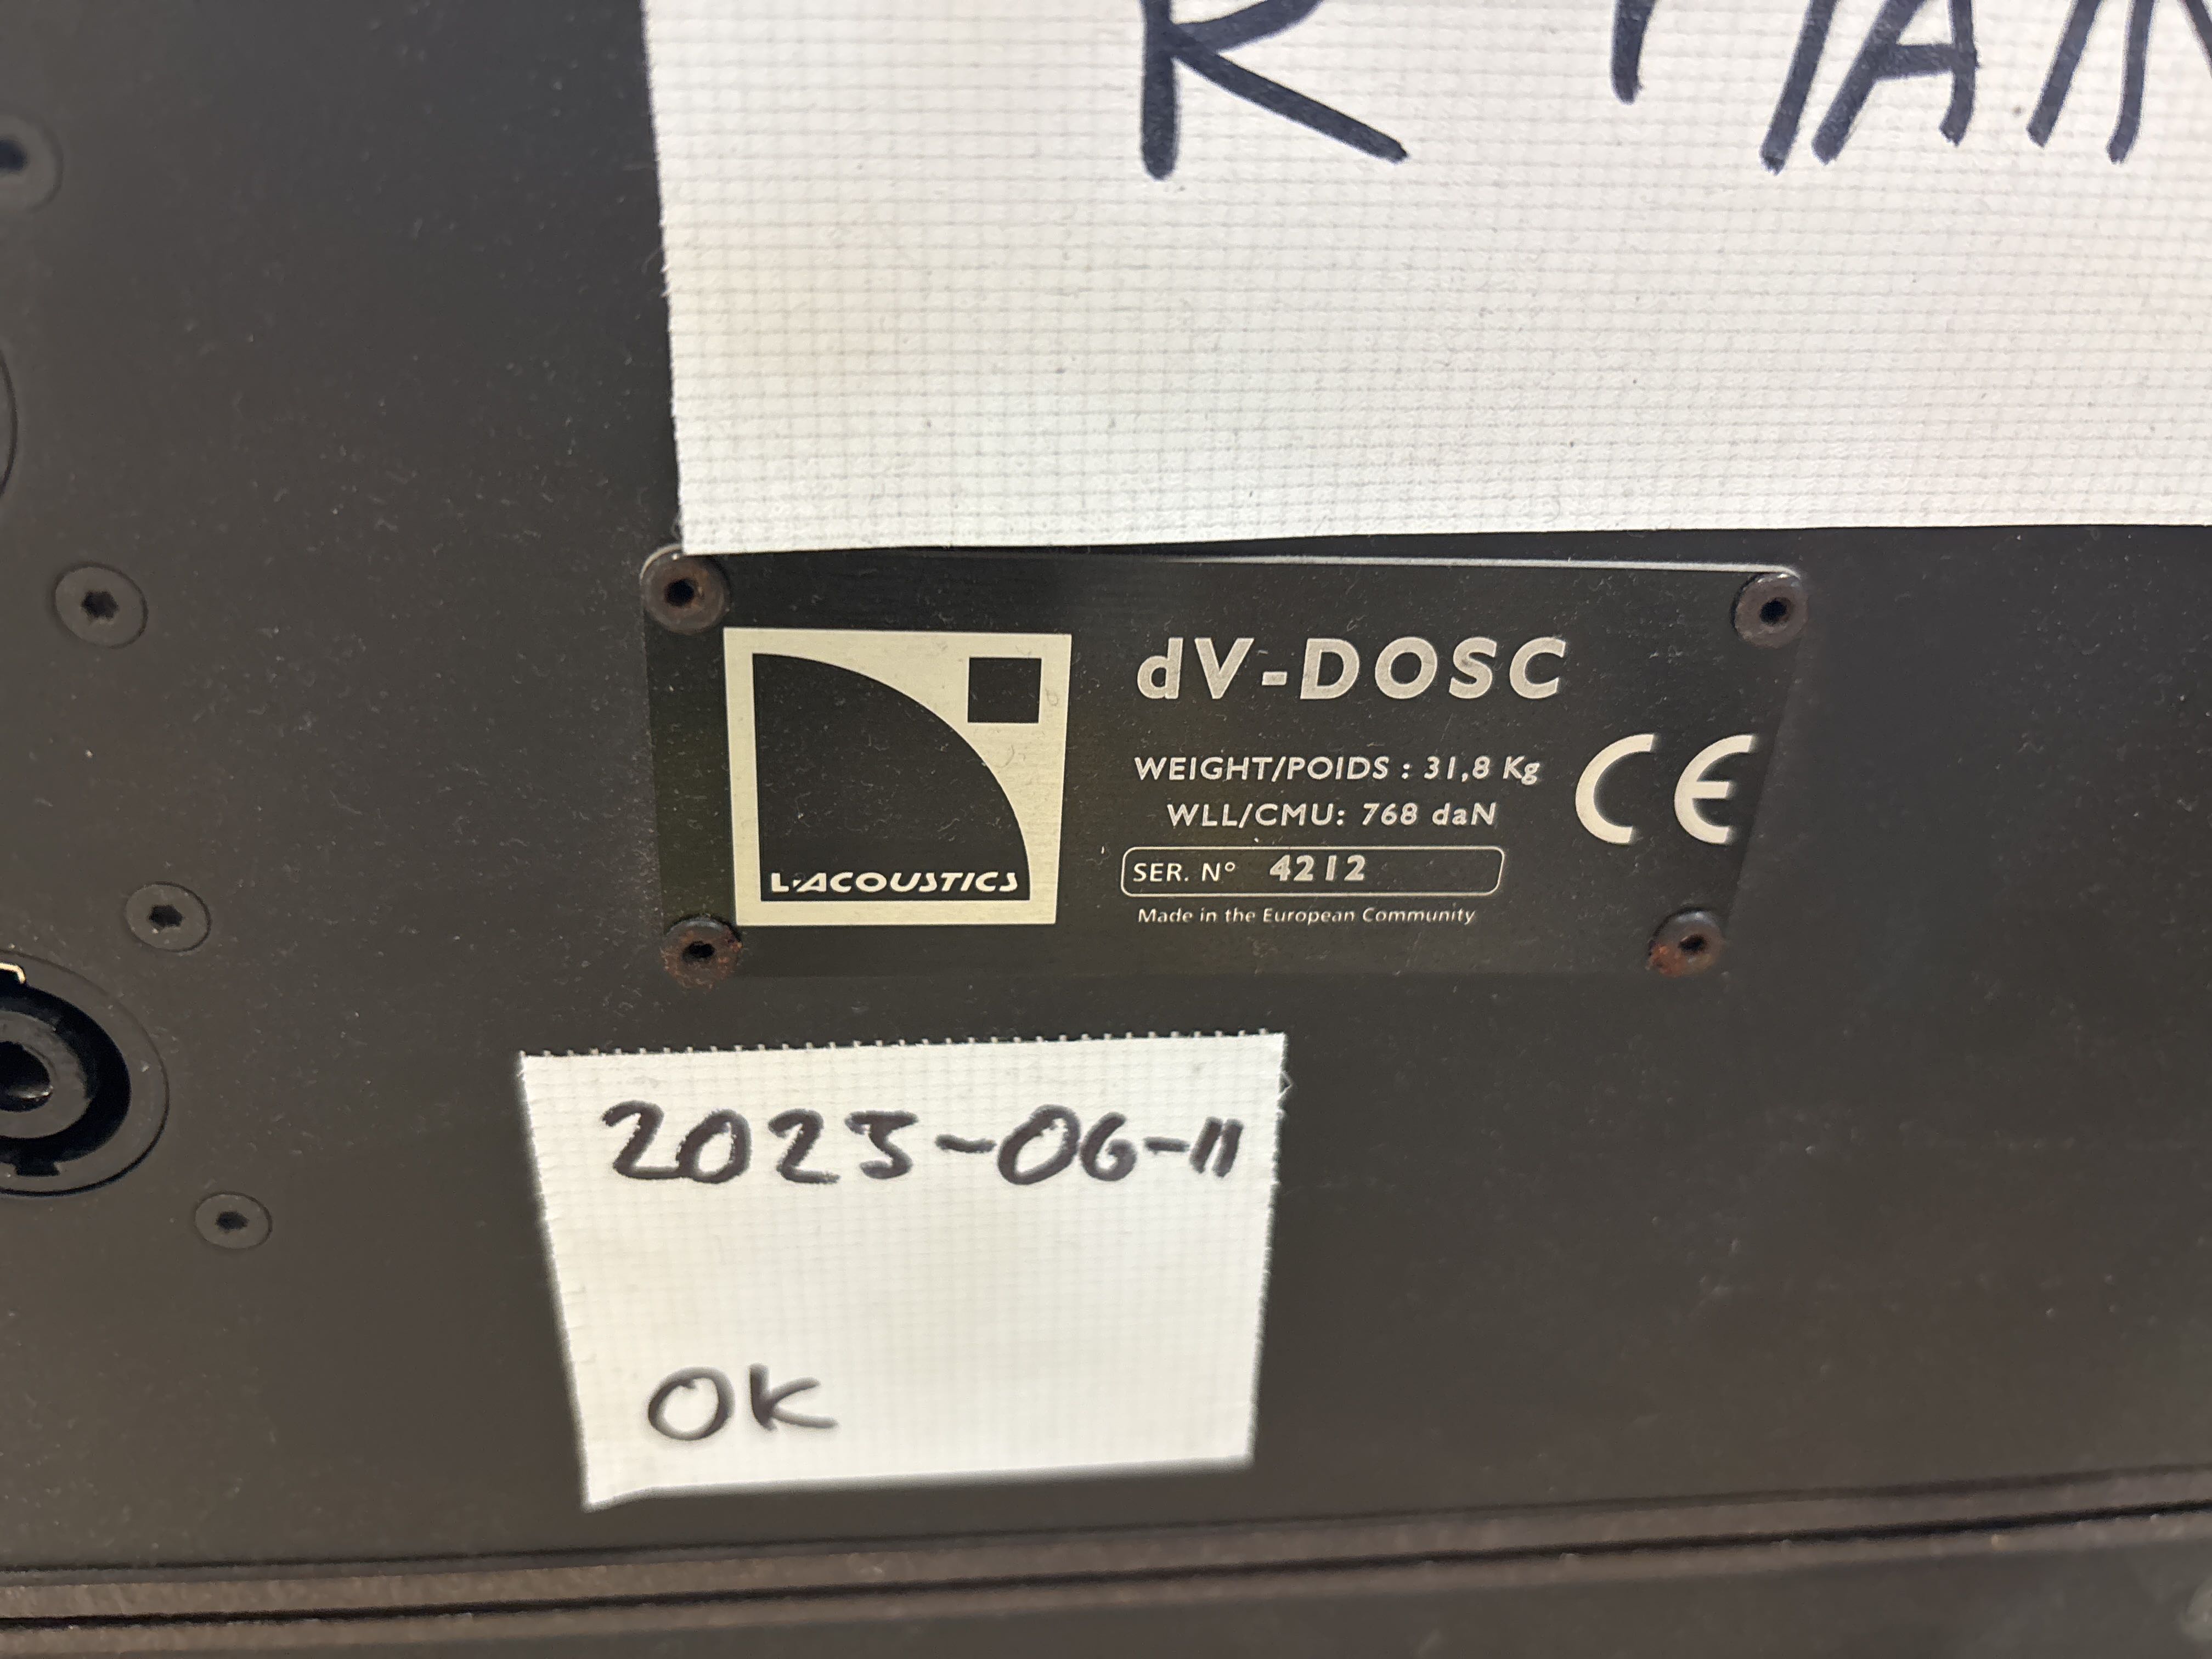 dV-DOSC
WEIGHT/POIDS : 31,8 Kg
WLL/CMU: 768 daN
CE
SER. N° 4212
Made in the European Community
L-ACOUSTICS
2023-06-11
OK